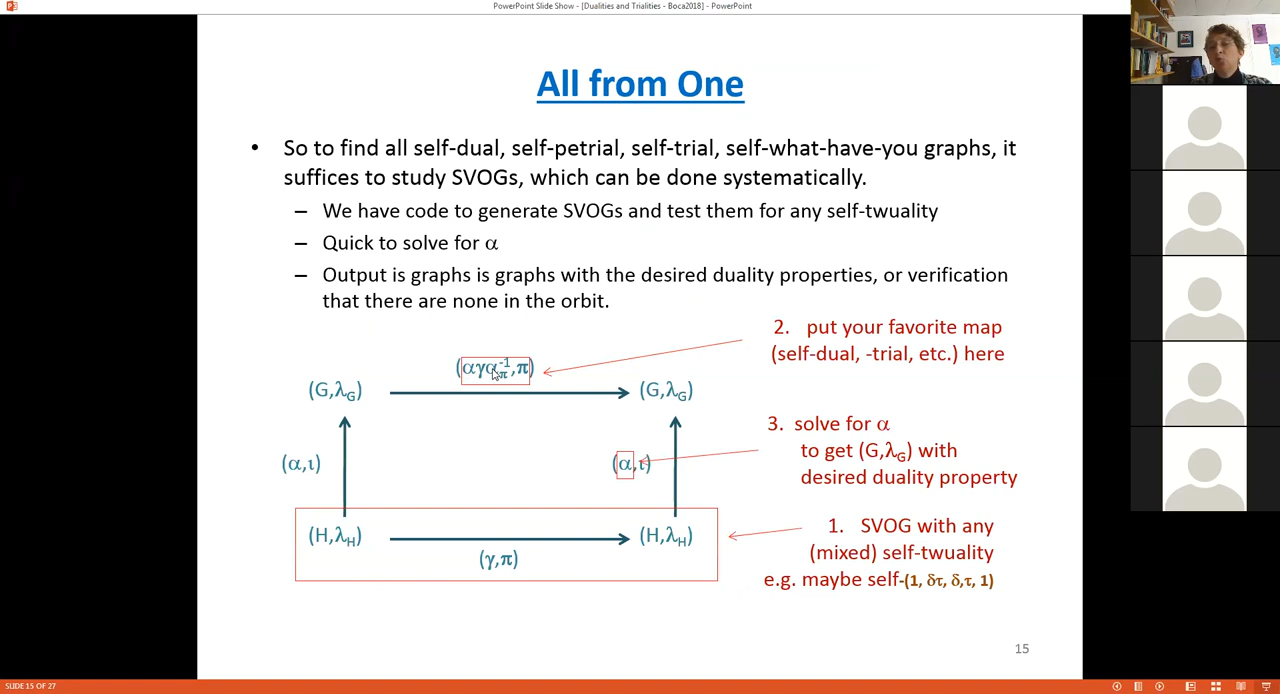 PowerPoint Slide Show - [Dualities and Trialities - Boca2018] - PowerPoint
All from One
• So to find all self-dual, self-petrial, self-trial, self-what-have-you graphs, it
suffices to study SVOGs, which can be done systematically.
– We have code to generate SVOGs and test them for any self-twuality
– Quick to solve for α
– Output is graphs is graphs with the desired duality properties, or verification
that there are none in the orbit.
2. put your favorite map
(self-dual, -trial, etc.) here
(αγα⁻¹π,π)
(G,λG) (G,λG)
3. solve for α
to get (G,λG) with
desired duality property
(α,ι) (α,ι)
1. SVOG with any
(mixed) self-twuality
e.g. maybe self-(1, δτ, δ,τ, 1)
(H,λH) (H,λH)
(γ,π)
15
SLIDE 15 OF 27